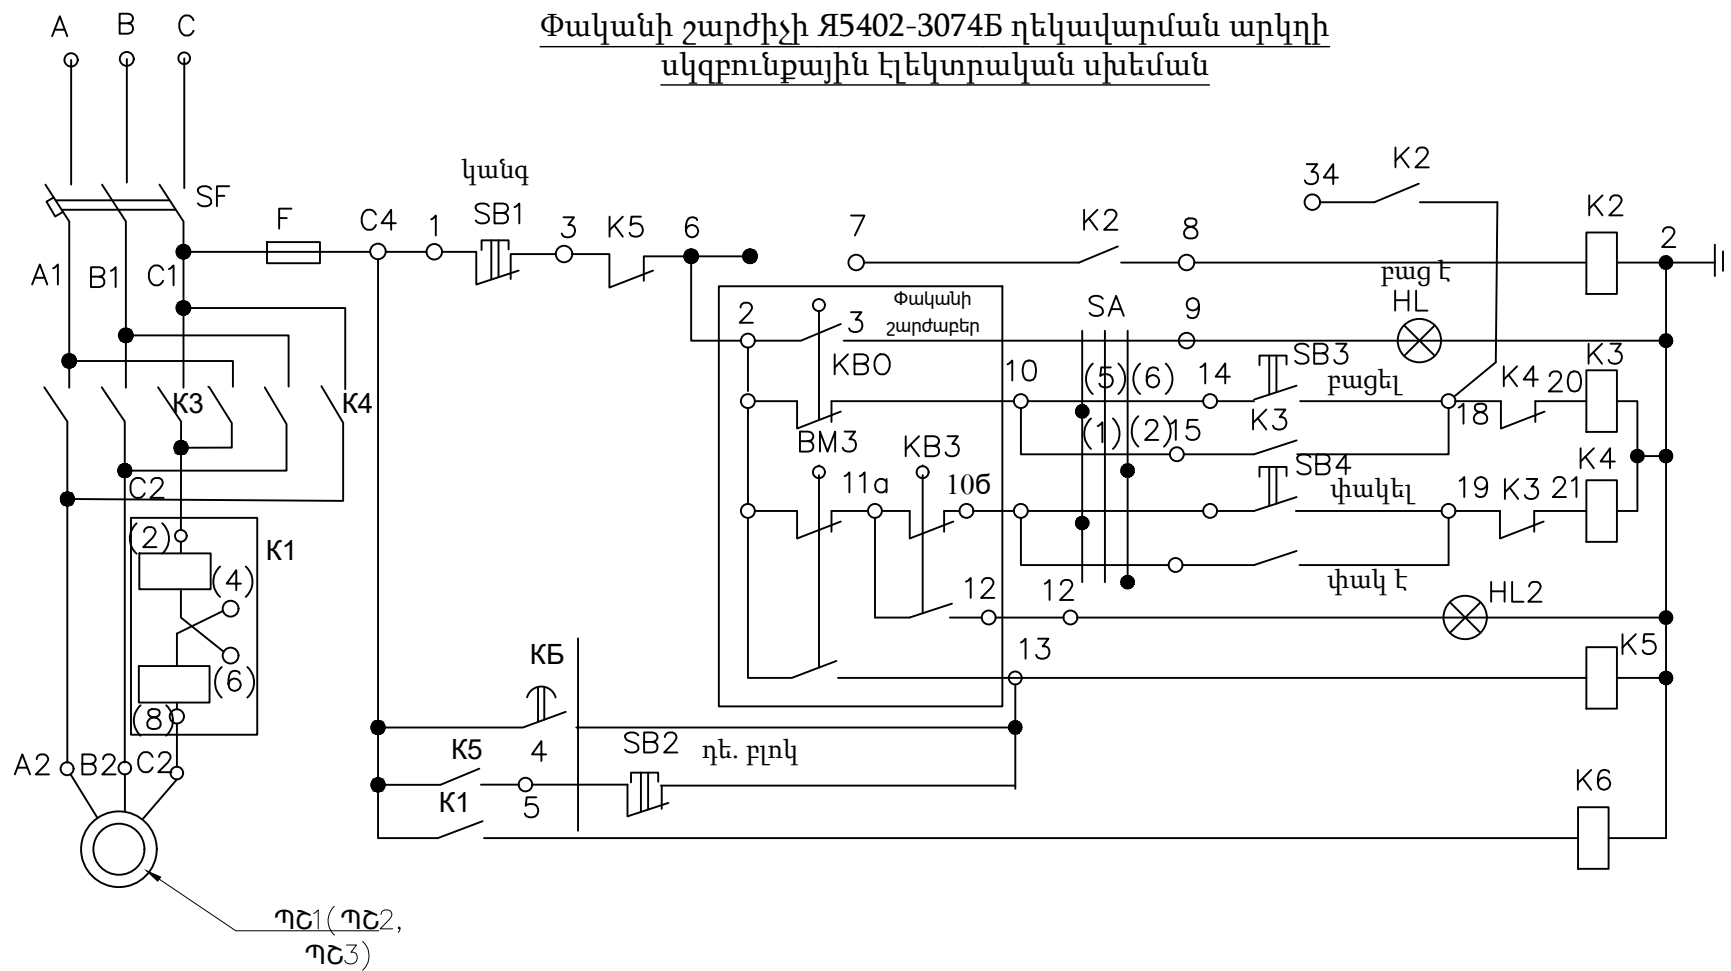 Փականի շարժիչի Я5402-3074Б ղեկավարման արկղի
սկզբունքային էլեկտրական սխեման
A
B
C
SF
F
C4
1
կանգ
SB1
3
K5
6
7
K2
8
34
K2
K2
2
A1
B1
C1
Փականի
շարժաբեր
2
3
KB0
SA
9
բաց է
HL
10
(5)
(6)
14
SB3
բացել
K4
20
K3
K3
K4
BM3
KB3
(1)
(2)
15
K3
18
K4
C2
11a
10б
SB4
փակել
19
K3
21
(2)
K1
(4)
(6)
(8)
12
12
փակ է
HL2
13
K5
КБ
4
SB2
դե. բլոկ
K5
5
K1
K6
A2
B2
C2
ՊՇ1(ՊՇ2,
ՊՇ3)